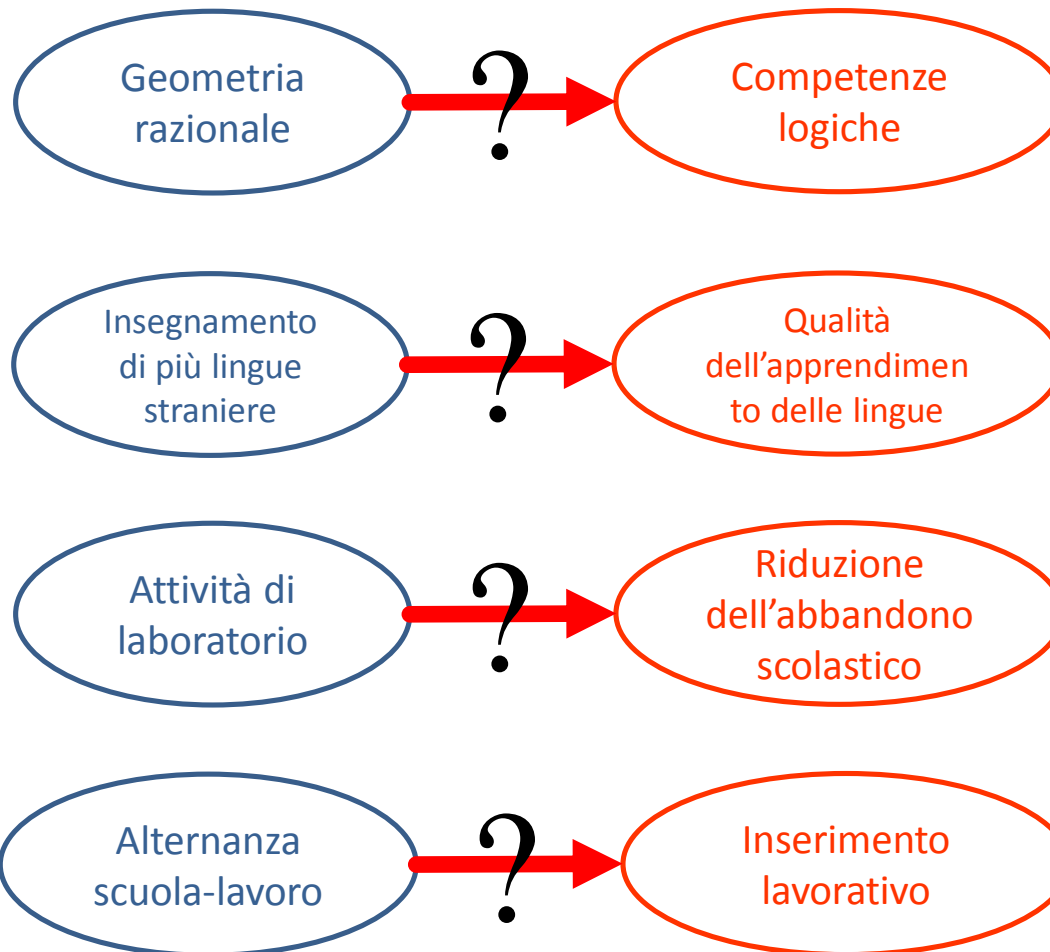 Geometria
razionale
?
Competenze
logiche
Insegnamento
di più lingue
straniere
?
Qualità
dell’apprendimen
to delle lingue
Attività di
laboratorio
?
Riduzione
dell’abbandono
scolastico
Alternanza
scuola-lavoro
?
Inserimento
lavorativo